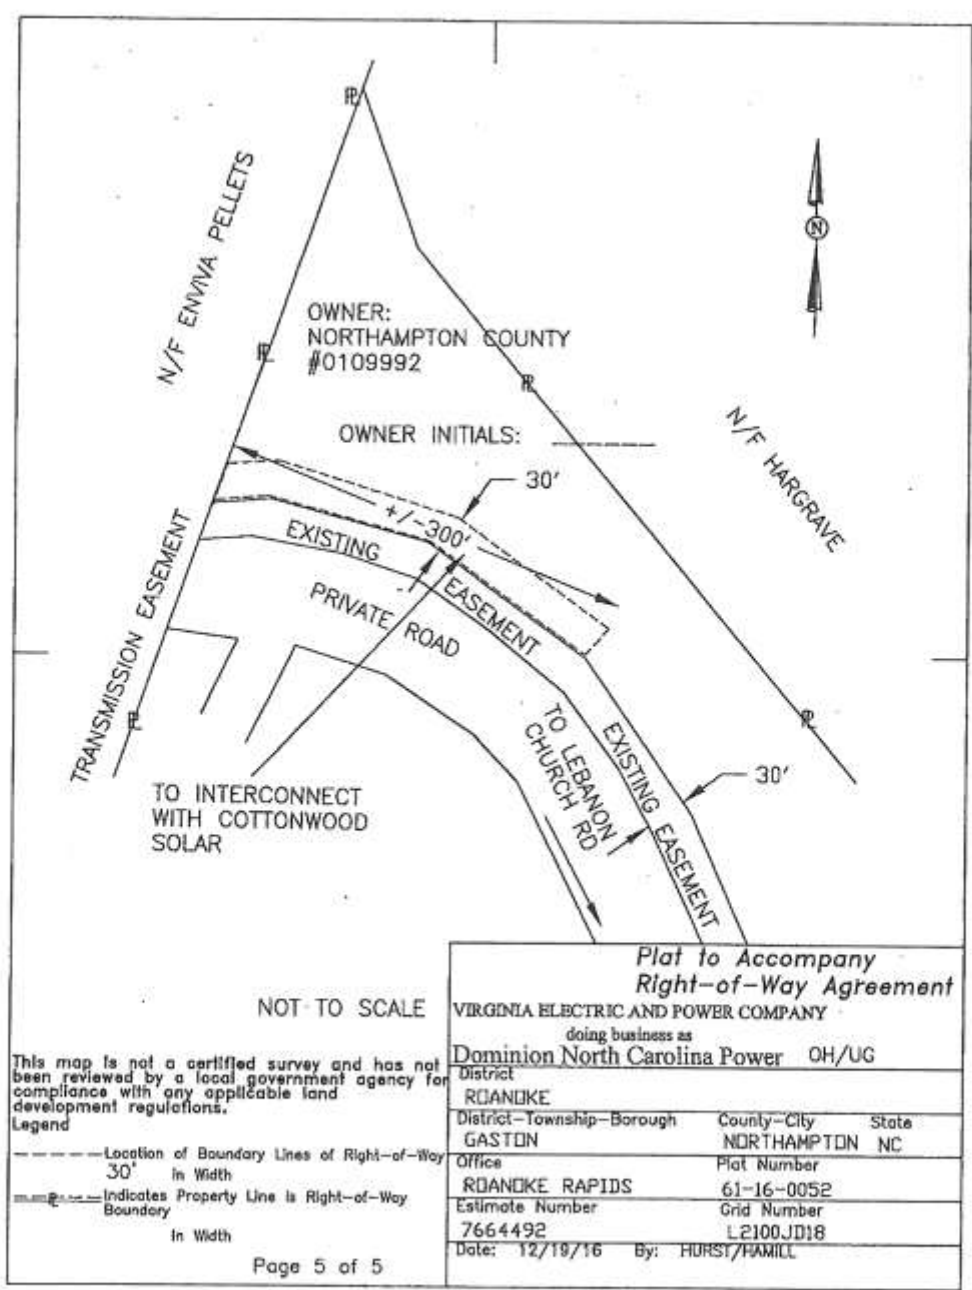 PL
N
N/F ENVIVA PELLETS
OWNER:
NORTHAMPTON COUNTY
#0109992
PL
PL
OWNER INITIALS:
N/F HARGRAVE
30'
+/-300'
EXISTING
EASEMENT
PRIVATE ROAD
TRANSMISSION EASEMENT
PL
PL
TO LEBANON
CHURCH RD
EXISTING EASEMENT
30'
TO INTERCONNECT
WITH COTTONWOOD
SOLAR
NOT TO SCALE
This map is not a certified survey and has not
been reviewed by a local government agency for
compliance with any applicable land
development regulations.
Legend
Location of Boundary Lines of Right-of-Way
30' in Width
PL Indicates Property Line is Right-of-Way
Boundary
in Width
Page 5 of 5
Plat to Accompany
Right-of-Way Agreement
VIRGINIA ELECTRIC AND POWER COMPANY
doing business as
Dominion North Carolina Power OH/UG
District
ROANOKE
District-Township-Borough County-City State
GASTON NORTHAMPTON NC
Office Plat Number
ROANOKE RAPIDS 61-16-0052
Estimate Number Grid Number
7664492 L2100JD18
Date: 12/19/16 By: HURST/HAMILL